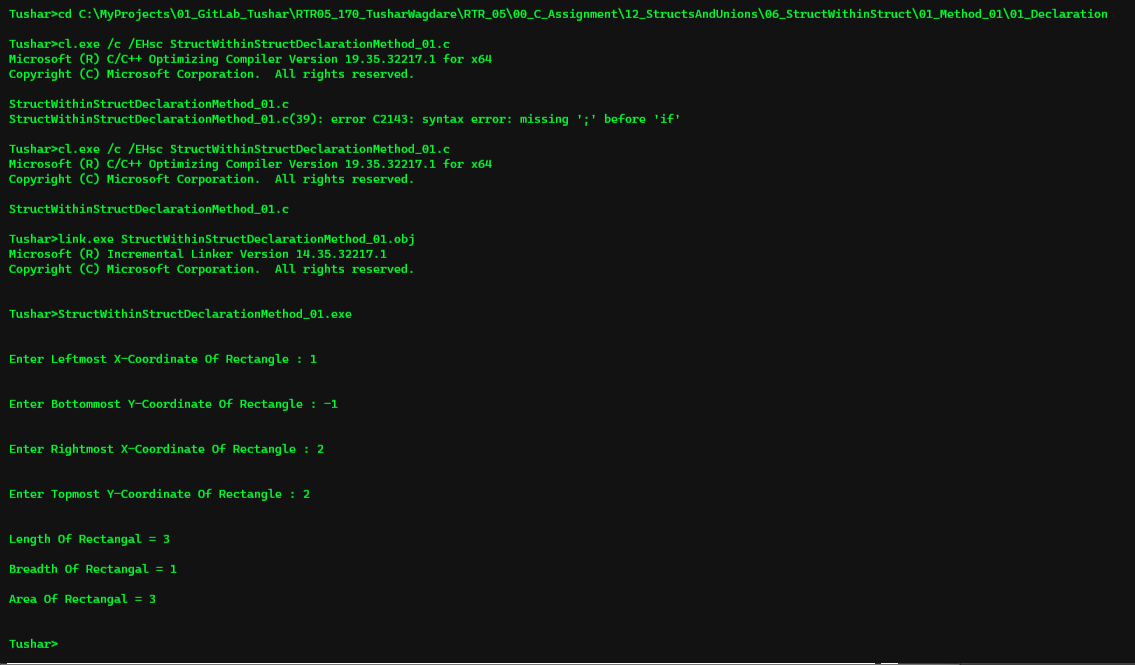 Tushar>cd C:\MyProjects\01_GitLab_Tushar\RTR05_170_TusharWagdare\RTR_05\00_C_Assignment\12_StructsAndUnions\06_StructWithinStruct\01_Method_01\01_Declaration
Tushar>cl.exe /c /EHsc StructWithinStructDeclarationMethod_01.c
Microsoft (R) C/C++ Optimizing Compiler Version 19.35.32217.1 for x64
Copyright (C) Microsoft Corporation.  All rights reserved.
StructWithinStructDeclarationMethod_01.c
StructWithinStructDeclarationMethod_01.c(39): error C2143: syntax error: missing ';' before 'if'
Tushar>cl.exe /c /EHsc StructWithinStructDeclarationMethod_01.c
Microsoft (R) C/C++ Optimizing Compiler Version 19.35.32217.1 for x64
Copyright (C) Microsoft Corporation.  All rights reserved.
StructWithinStructDeclarationMethod_01.c
Tushar>link.exe StructWithinStructDeclarationMethod_01.obj
Microsoft (R) Incremental Linker Version 14.35.32217.1
Copyright (C) Microsoft Corporation.  All rights reserved.
Tushar>StructWithinStructDeclarationMethod_01.exe
Enter Leftmost X-Coordinate Of Rectangle : 1
Enter Bottommost Y-Coordinate Of Rectangle : -1
Enter Rightmost X-Coordinate Of Rectangle : 2
Enter Topmost Y-Coordinate Of Rectangle : 2
Length Of Rectangal = 3
Breadth Of Rectangal = 1
Area Of Rectangal = 3
Tushar>